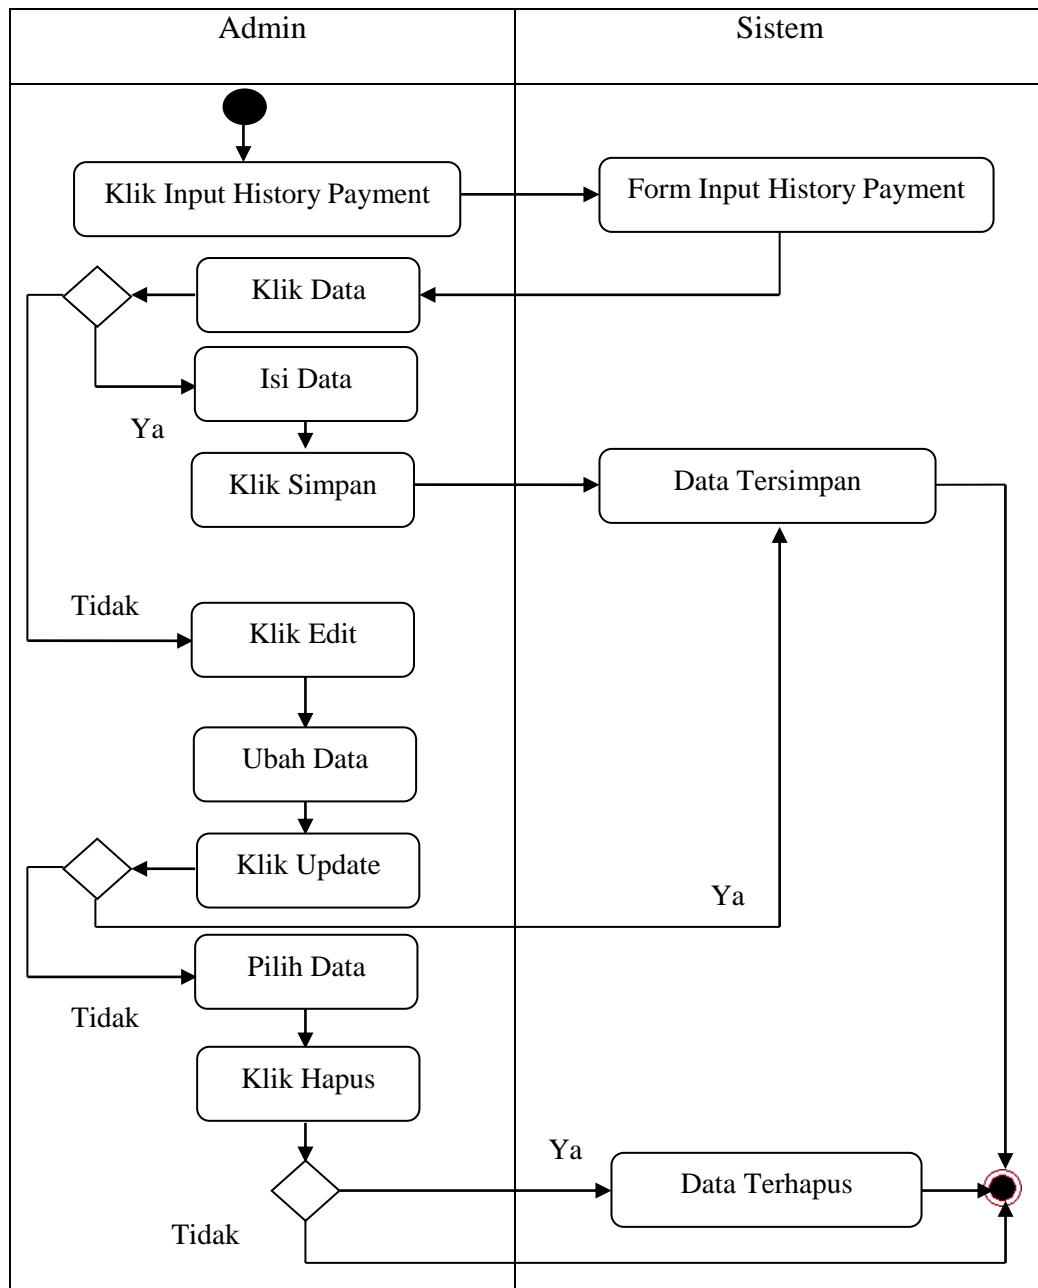 Admin
Sistem
Klik Input History Payment
Form Input History Payment
Klik Data
Isi Data
Ya
Klik Simpan
Data Tersimpan
Tidak
Klik Edit
Ubah Data
Klik Update
Ya
Pilih Data
Tidak
Klik Hapus
Ya
Data Terhapus
Tidak